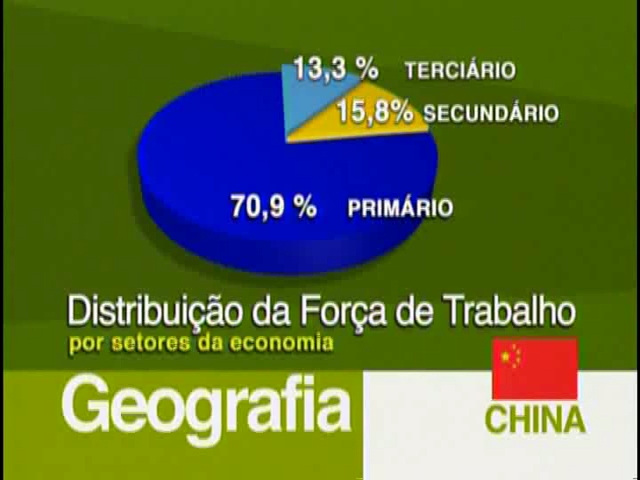 13,3 % TERCIÁRIO
15,8% SECUNDÁRIO
70,9 % PRIMÁRIO
Distribuição da Força de Trabalho
por setores da economia
Geografia
CHINA